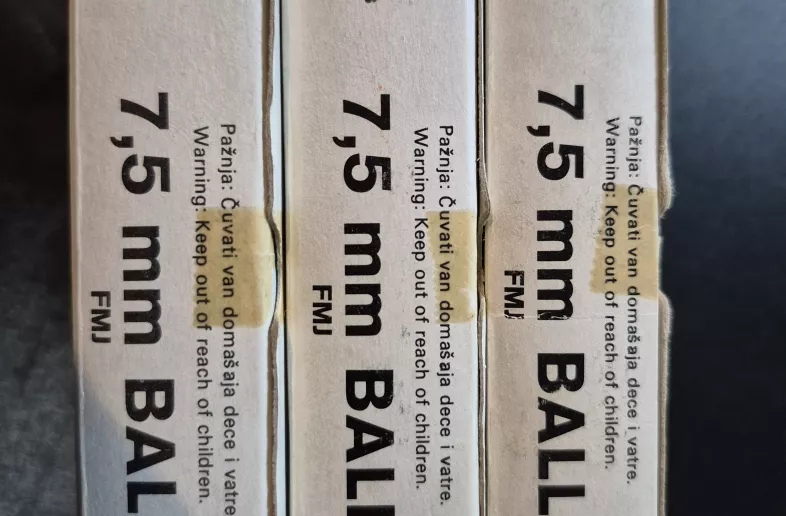 Pažnja: Čuvati van domašaja dece i vatre
Warning: Keep out of reach of children.
7,5 mm BAL
FMJ
Pažnja: Čuvati van domašaja dece i vatre.
Warning: Keep out of reach of children.
7,5 mm BALL
FMJ
Pažnja: Čuvati van domašaja dece i vatre.
Warning: Keep out of reach of children.
7,5 mm BALL
FMJ